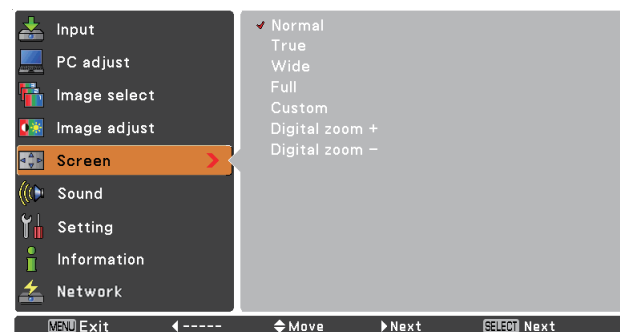 Input
PC adjust
Image select
Image adjust
Screen
Sound
Setting
Information
Network
Normal
True
Wide
Full
Custom
Digital zoom +
Digital zoom –
MENU Exit ◀----- ◆Move ▶Next SELECT Next